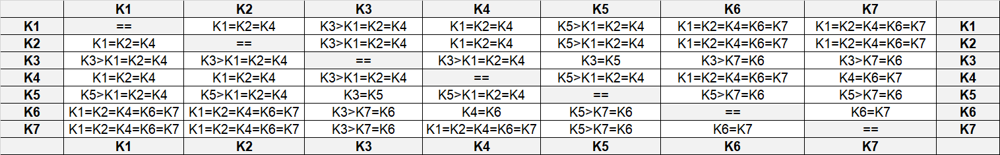 K1 K2 K3 K4 K5 K6 K7
K1 == K1=K2=K4 K3>K1=K2=K4 K1=K2=K4 K5>K1=K2=K4 K1=K2=K4=K6=K7 K1=K2=K4=K6=K7 K1
K2 K1=K2=K4 == K3>K1=K2=K4 K1=K2=K4 K5>K1=K2=K4 K1=K2=K4=K6=K7 K1=K2=K4=K6=K7 K2
K3 K3>K1=K2=K4 K3>K1=K2=K4 == K3>K1=K2=K4 K3=K5 K3>K7=K6 K3>K7=K6 K3
K4 K1=K2=K4 K1=K2=K4 K3>K1=K2=K4 == K5>K1=K2=K4 K1=K2=K4=K6=K7 K4=K6=K7 K4
K5 K5>K1=K2=K4 K5>K1=K2=K4 K3=K5 K5>K1=K2=K4 == K5>K7=K6 K5>K7=K6 K5
K6 K1=K2=K4=K6=K7 K1=K2=K4=K6=K7 K3>K7=K6 K4=K6 K5>K7=K6 == K6=K7 K6
K7 K1=K2=K4=K6=K7 K1=K2=K4=K6=K7 K3>K7=K6 K1=K2=K4=K6=K7 K5>K7=K6 K6=K7 == K7
K1 K2 K3 K4 K5 K6 K7